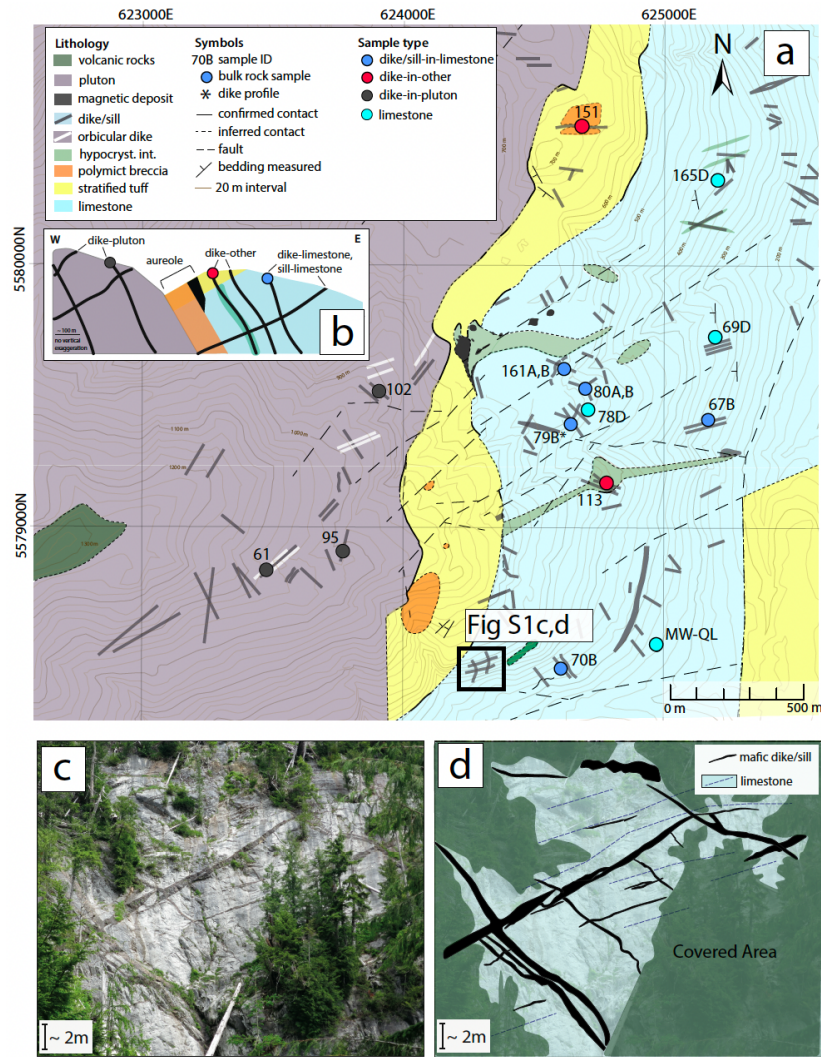 623000E 624000E 625000E
5580000N
5579000N
a
N
Lithology
volcanic rocks
pluton
magnetic deposit
dike/sill
orbicular dike
hypocryst. int.
polymict breccia
stratified tuff
limestone
Symbols
70B sample ID
bulk rock sample
* dike profile
confirmed contact
inferred contact
fault
bedding measured
20 m interval
Sample type
dike/sill-in-limestone
dike-in-other
dike-in-pluton
limestone
W E
dike-pluton
aureole
dike-other
dike-limestone,
sill-limestone
~ 100 m
no vertical
exaggeration
b
151
165D
69D
161A,B
80A,B
78D
79B*
67B
102
113
95
61
Fig S1c,d
70B
MW-QL
0 m 500 m
c
~ 2m
d
mafic dike/sill
limestone
Covered Area
~ 2m